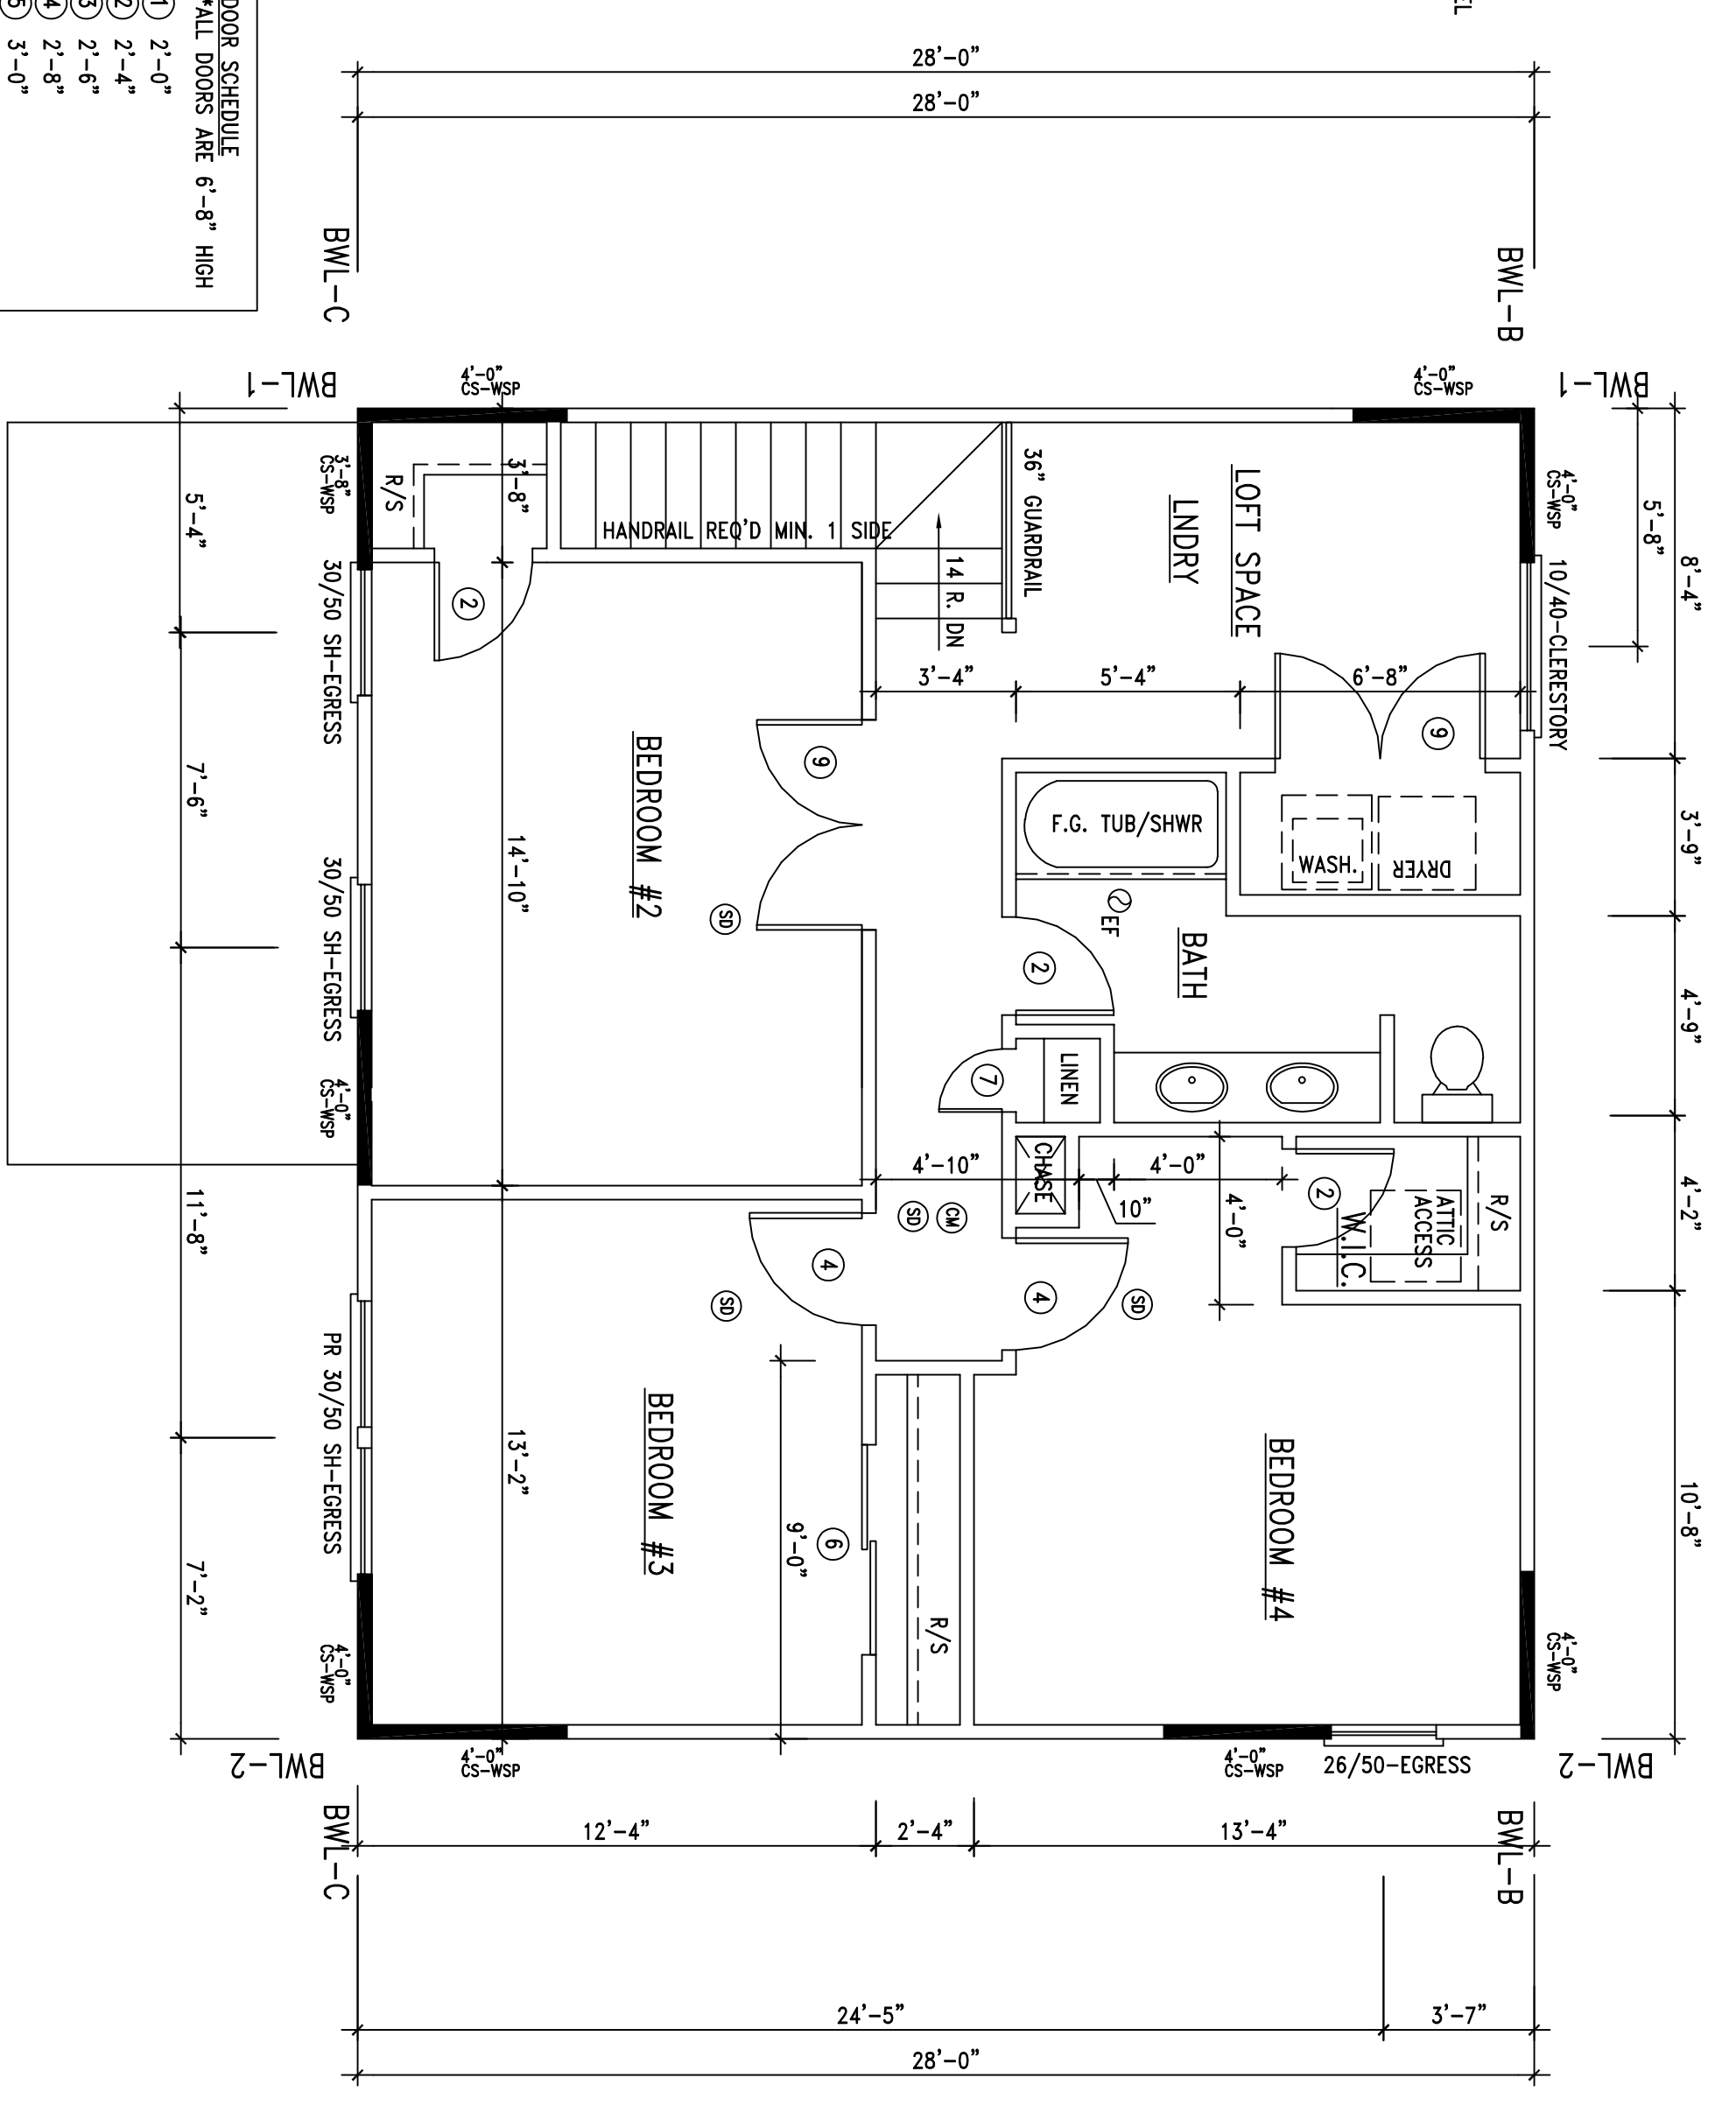 EL
DOOR SCHEDULE
*ALL DOORS ARE 6'-8" HIGH
1 2'-0"
2 2'-4"
3 2'-6"
4 2'-8"
5 3'-0"
28'-0"
28'-0"
BWL-C
BWL-B
BWL-1
BWL-1
4'-0"
CS-WSP
4'-0"
CS-WSP
8'-4"
3'-9"
4'-9"
4'-2"
10'-8"
5'-8"
4'-0"
CS-WSP
10/40-CLERESTORY
4'-0"
CS-WSP
LOFT SPACE
LNDRY
36" GUARDRAIL
14 R. DN
HANDRAIL REQ'D MIN. 1 SIDE
3'-8"
R/S
2
3'-4"
5'-4"
6'-8"
9
9
WASH.
DRYER
F.G. TUB/SHWR
EF
BATH
2
7
LINEN
CHASE
4'-10"
4'-0"
10"
4'-0"
2
W.I.C.
ATTIC
ACCESS
R/S
SD
CM
4
4
SD
SD
SD
BEDROOM #2
14'-10"
BEDROOM #3
13'-2"
9'-0"
6
R/S
BEDROOM #4
3'-8"
CS-WSP
30/50 SH-EGRESS
30/50 SH-EGRESS
4'-0"
CS-WSP
PR 30/50 SH-EGRESS
4'-0"
CS-WSP
5'-4"
7'-6"
11'-8"
7'-2"
BWL-2
BWL-2
4'-0"
CS-WSP
4'-0"
CS-WSP
26/50-EGRESS
BWL-C
BWL-B
12'-4"
2'-4"
13'-4"
24'-5"
3'-7"
28'-0"